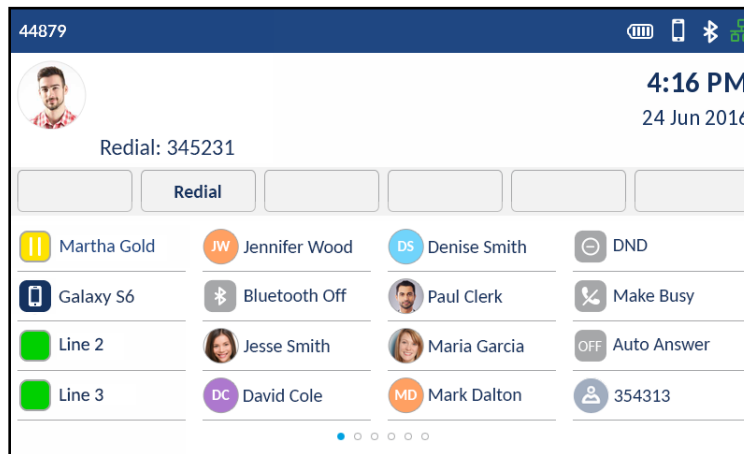 44879
4:16 PM
24 Jun 2016
Redial: 345231
Redial
Martha Gold JW Jennifer Wood DS Denise Smith DND
Galaxy S6 Bluetooth Off Paul Clerk Make Busy
Line 2 Jesse Smith Maria Garcia OFF Auto Answer
Line 3 DC David Cole MD Mark Dalton 354313